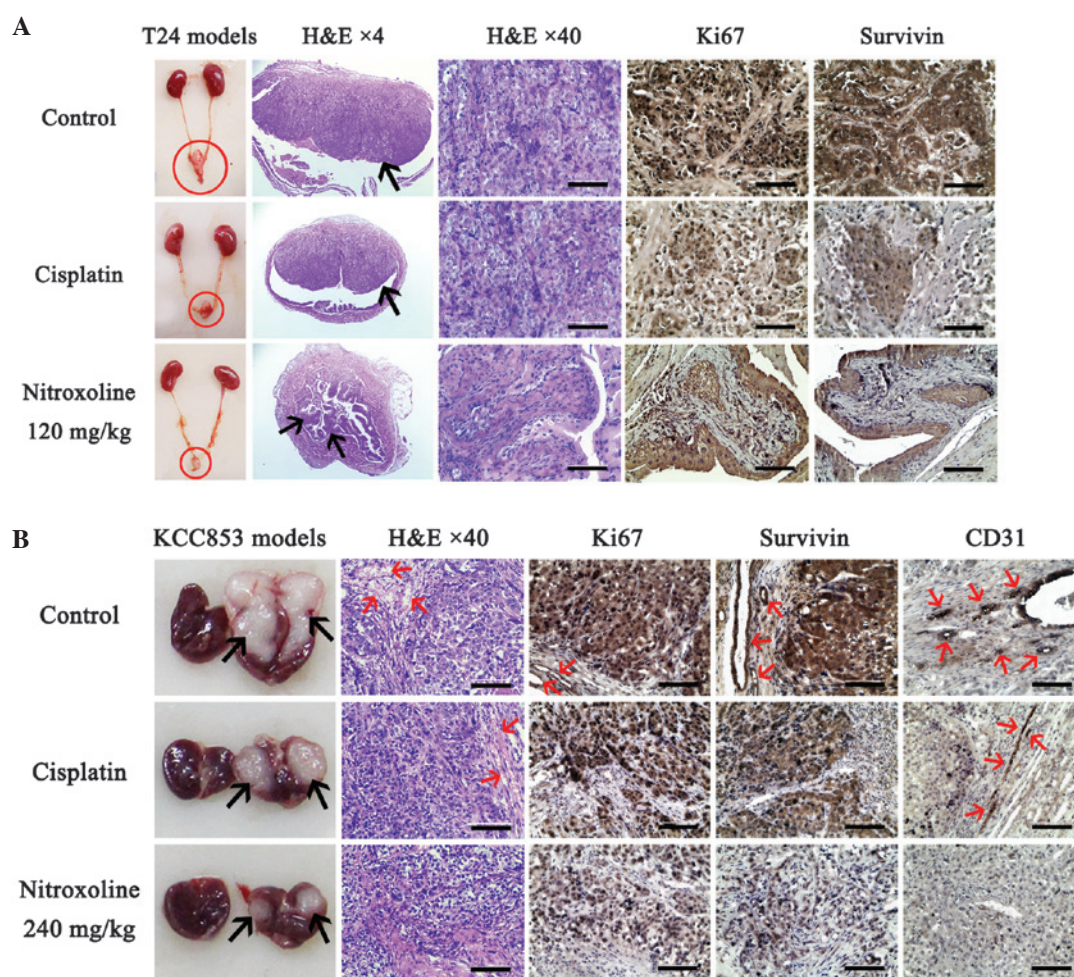 A
T24 models H&E ×4 H&E ×40 Ki67 Survivin
Control
Cisplatin
Nitroxoline
120 mg/kg
B
KCC853 models H&E ×40 Ki67 Survivin CD31
Control
Cisplatin
Nitroxoline
240 mg/kg